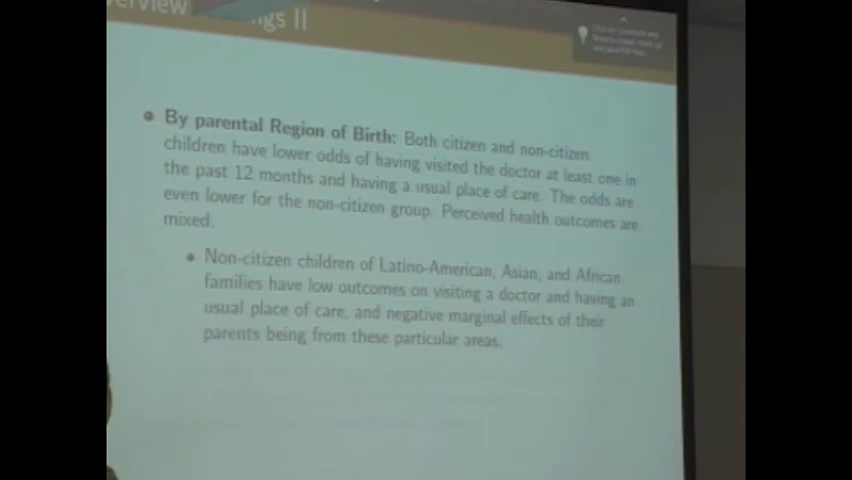 erview
ngs II
By parental Region of Birth: Both citizen and non-citizen
children have lower odds of having visited the doctor at least one in
the past 12 months and having a usual place of care. The odds are
even lower for the non-citizen group. Perceived health outcomes are
mixed.
Non-citizen children of Latino-American, Asian, and African
families have low outcomes on visiting a doctor and having an
usual place of care, and negative marginal effects of their
parents being from these particular areas.